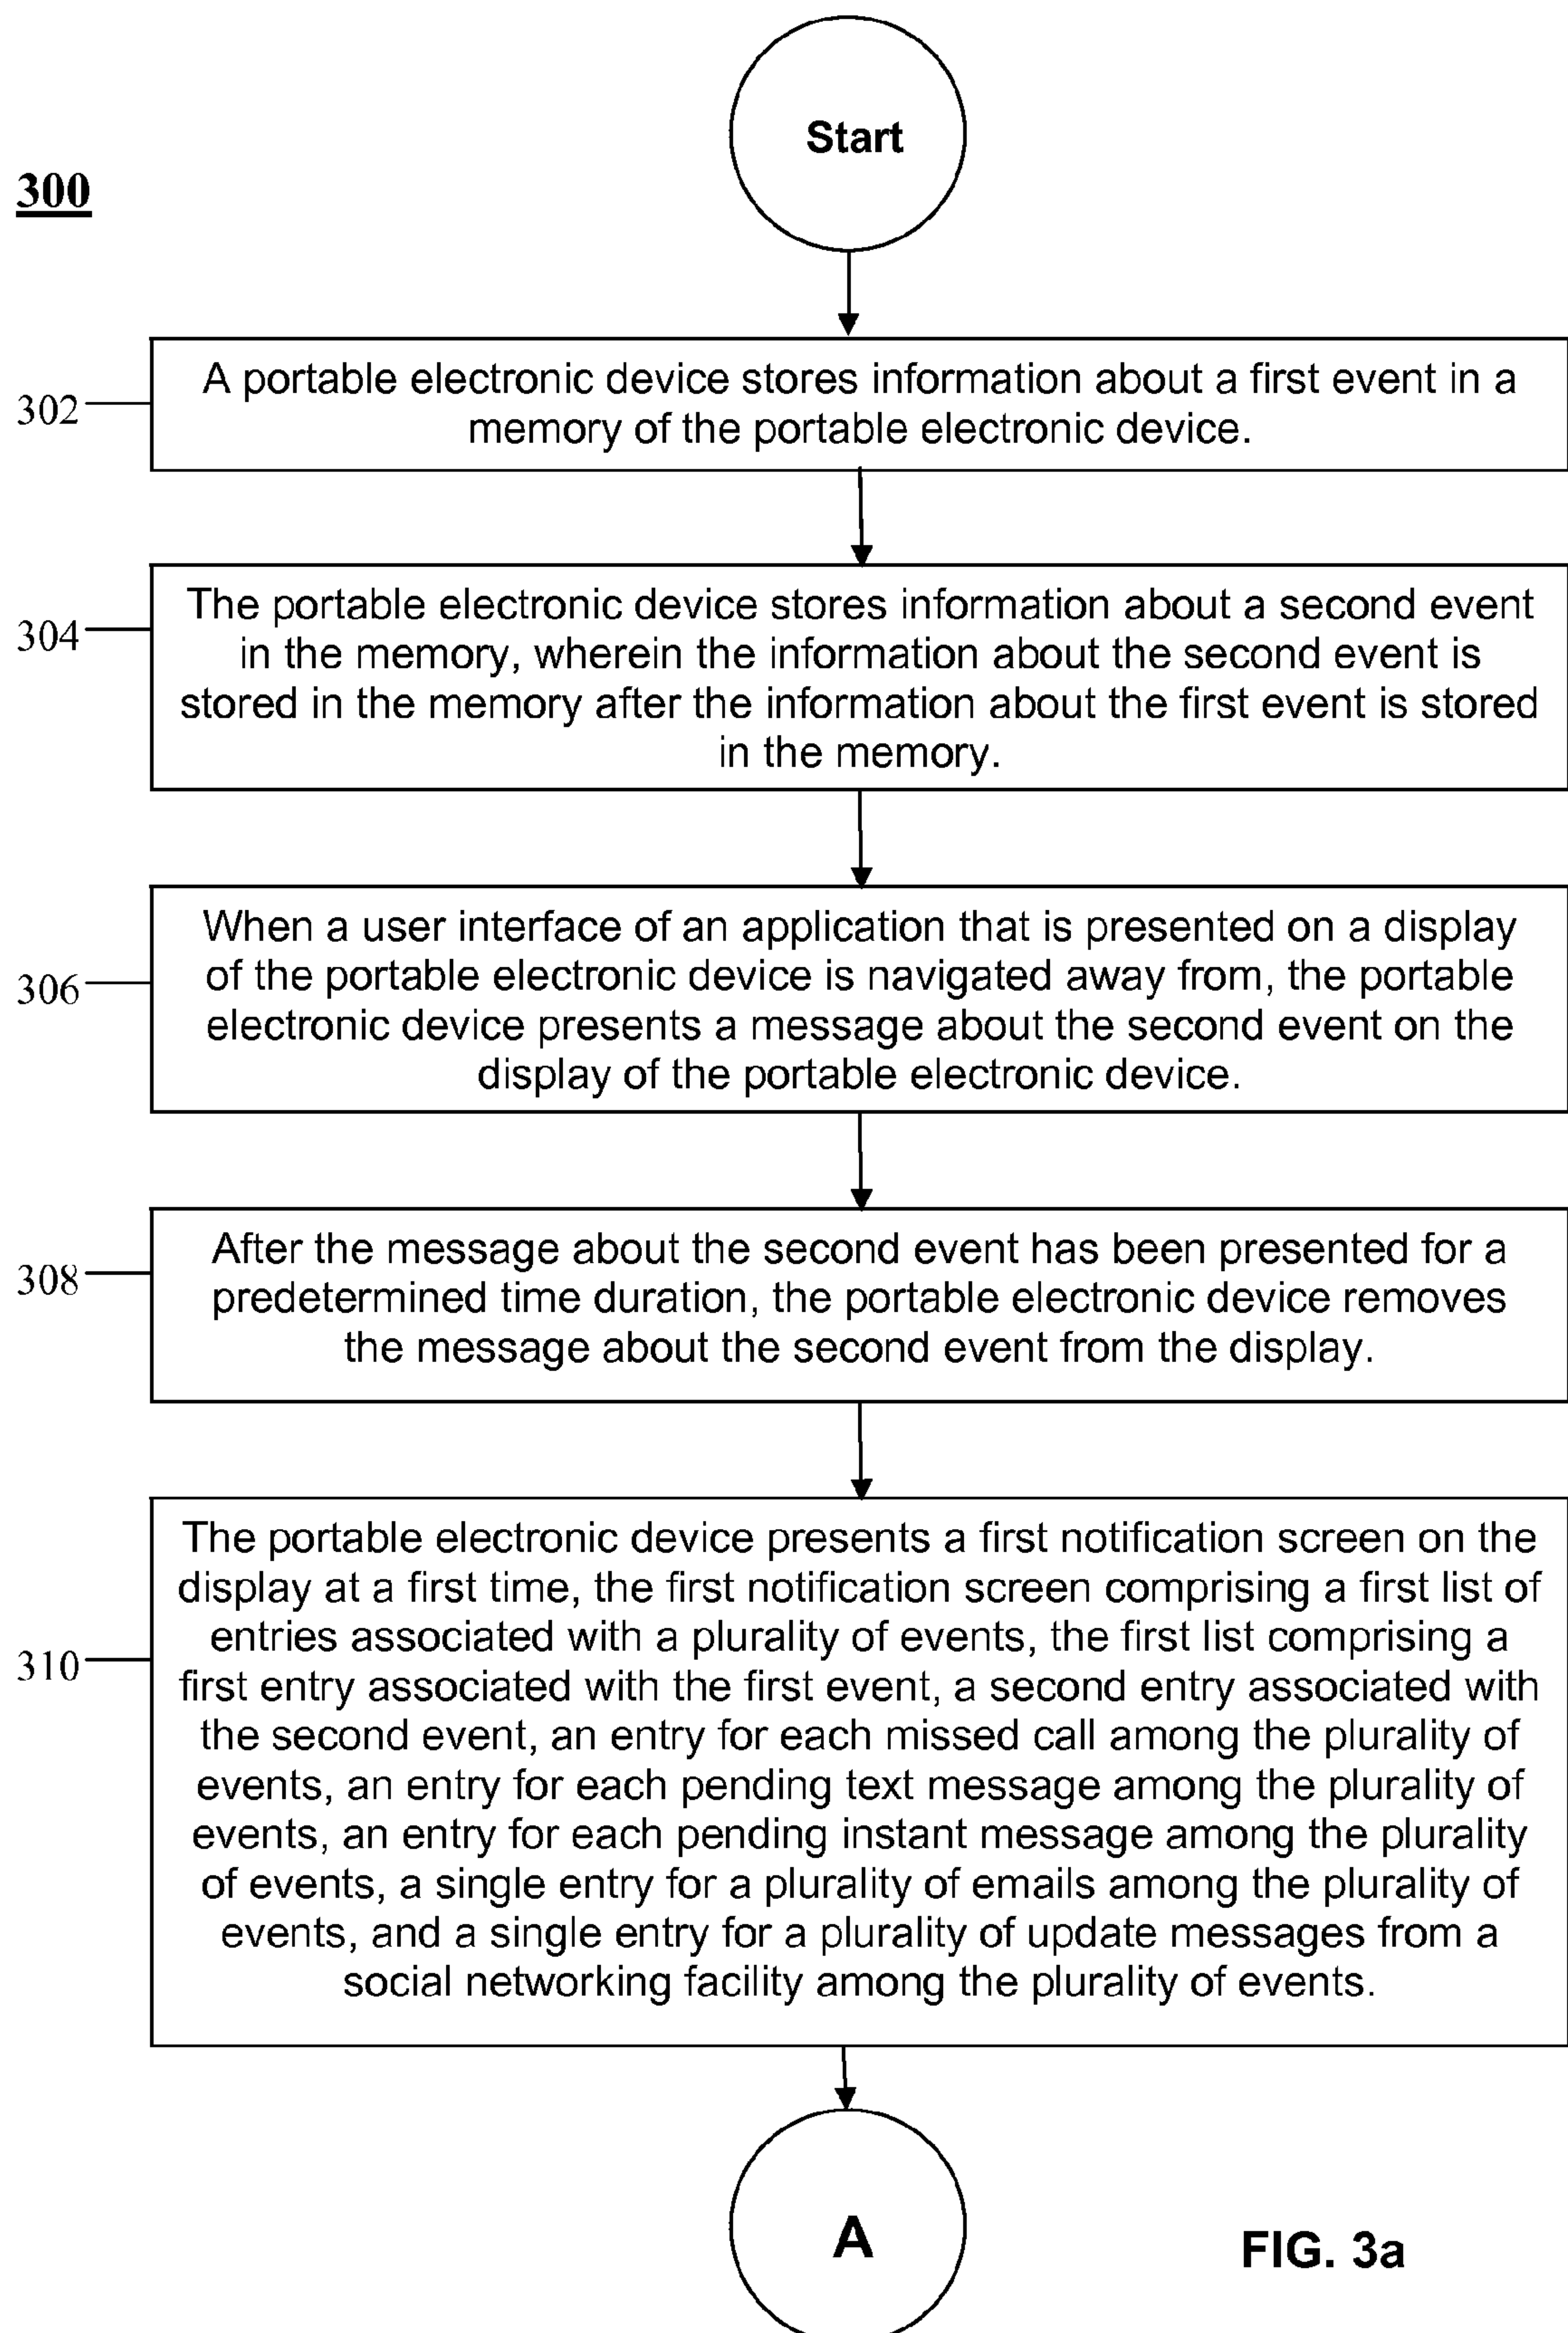 Start
300
302
A portable electronic device stores information about a first event in a
memory of the portable electronic device.
304
The portable electronic device stores information about a second event
in the memory, wherein the information about the second event is
stored in the memory after the information about the first event is stored
in the memory.
306
When a user interface of an application that is presented on a display
of the portable electronic device is navigated away from, the portable
electronic device presents a message about the second event on the
display of the portable electronic device.
308
After the message about the second event has been presented for a
predetermined time duration, the portable electronic device removes
the message about the second event from the display.
310
The portable electronic device presents a first notification screen on the
display at a first time, the first notification screen comprising a first list of
entries associated with a plurality of events, the first list comprising a
first entry associated with the first event, a second entry associated with
the second event, an entry for each missed call among the plurality of
events, an entry for each pending text message among the plurality of
events, an entry for each pending instant message among the plurality
of events, a single entry for a plurality of emails among the plurality of
events, and a single entry for a plurality of update messages from a
social networking facility among the plurality of events.
A
FIG. 3a